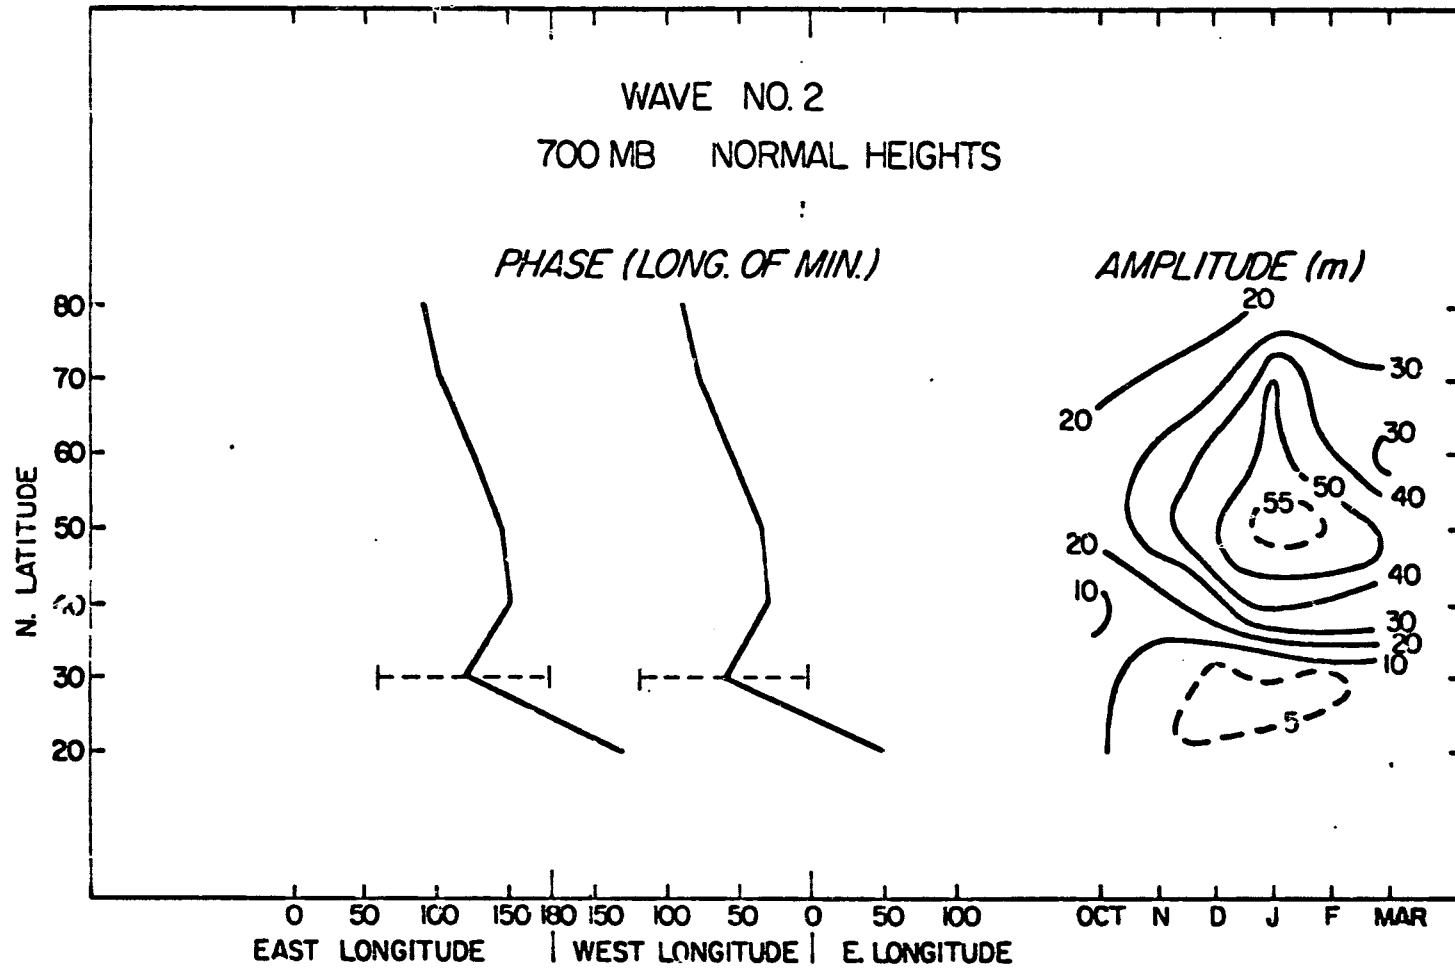 WAVE NO. 2
700 MB NORMAL HEIGHTS
PHASE (LONG. OF MIN.)
AMPLITUDE (m)
80
70
60
50
30
20
N. LATITUDE
20
20
30
30
50
55
40
20
40
10
30
20
10
5
0 50 100 150 180 150 100 50 0 50 100
OCT N D J F MAR
EAST LONGITUDE WEST LONGITUDE E. LONGITUDE